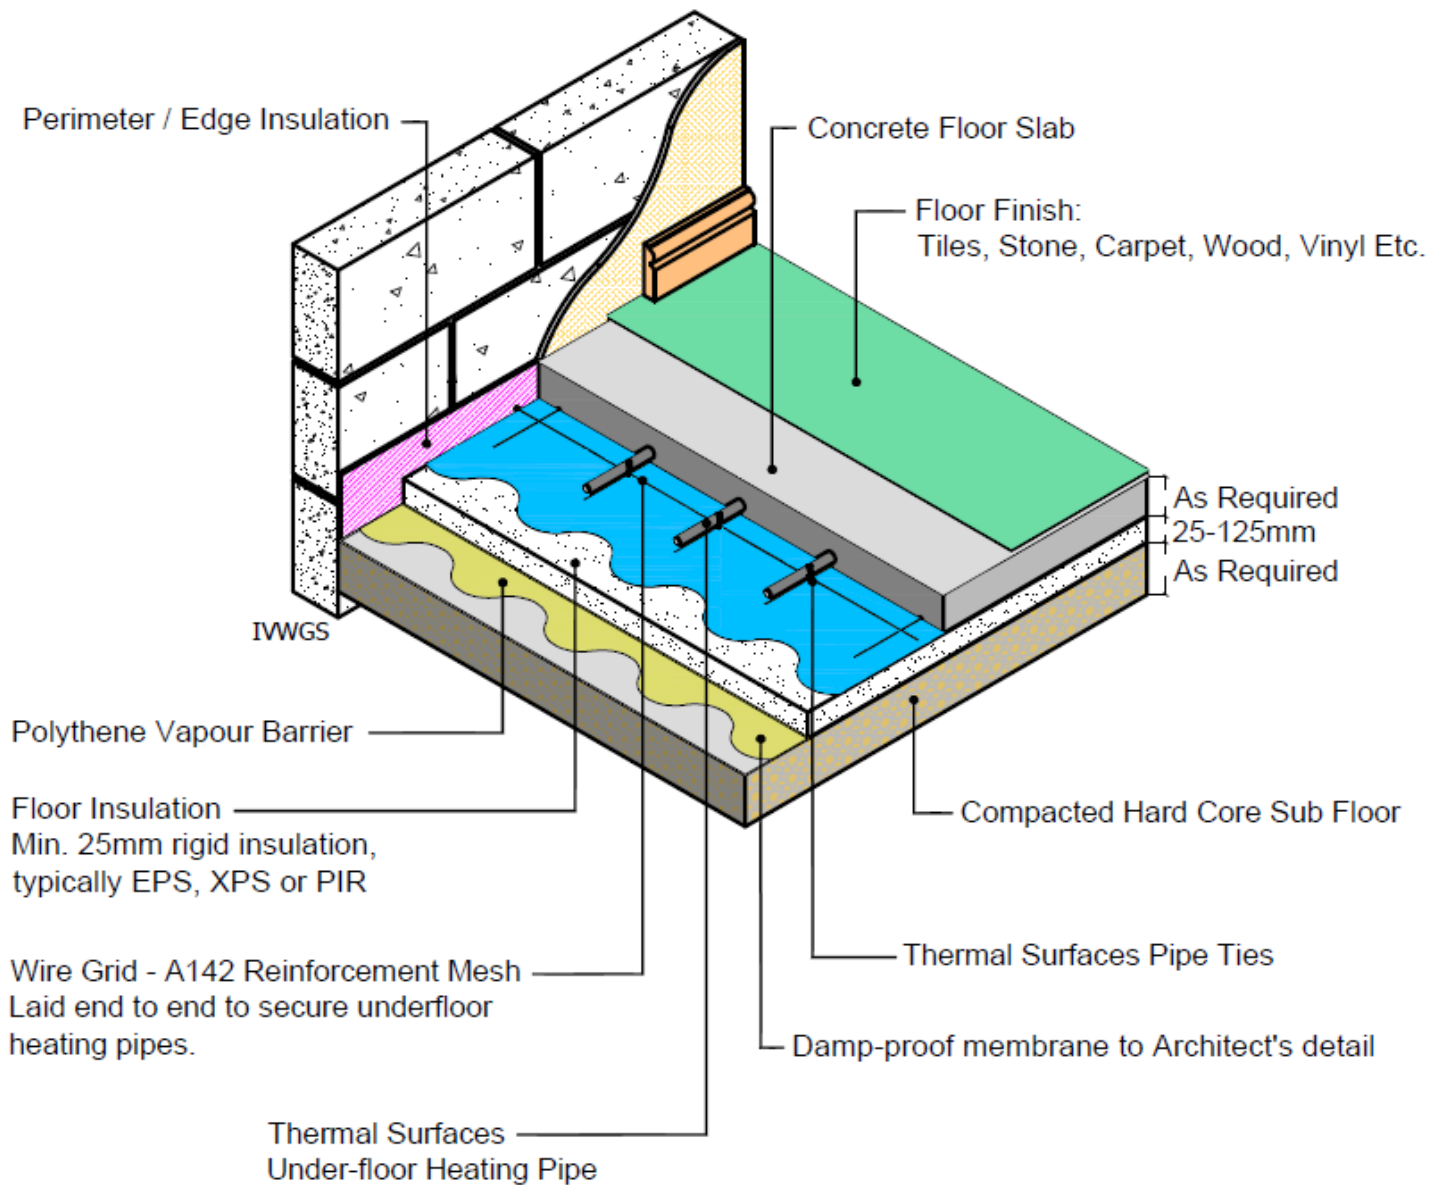 Perimeter / Edge Insulation
Concrete Floor Slab
Floor Finish:
Tiles, Stone, Carpet, Wood, Vinyl Etc.
As Required
25-125mm
As Required
IVWGS
Polythene Vapour Barrier
Floor Insulation
Min. 25mm rigid insulation,
typically EPS, XPS or PIR
Compacted Hard Core Sub Floor
Wire Grid - A142 Reinforcement Mesh
Laid end to end to secure underfloor
heating pipes.
Thermal Surfaces Pipe Ties
Damp-proof membrane to Architect's detail
Thermal Surfaces
Under-floor Heating Pipe